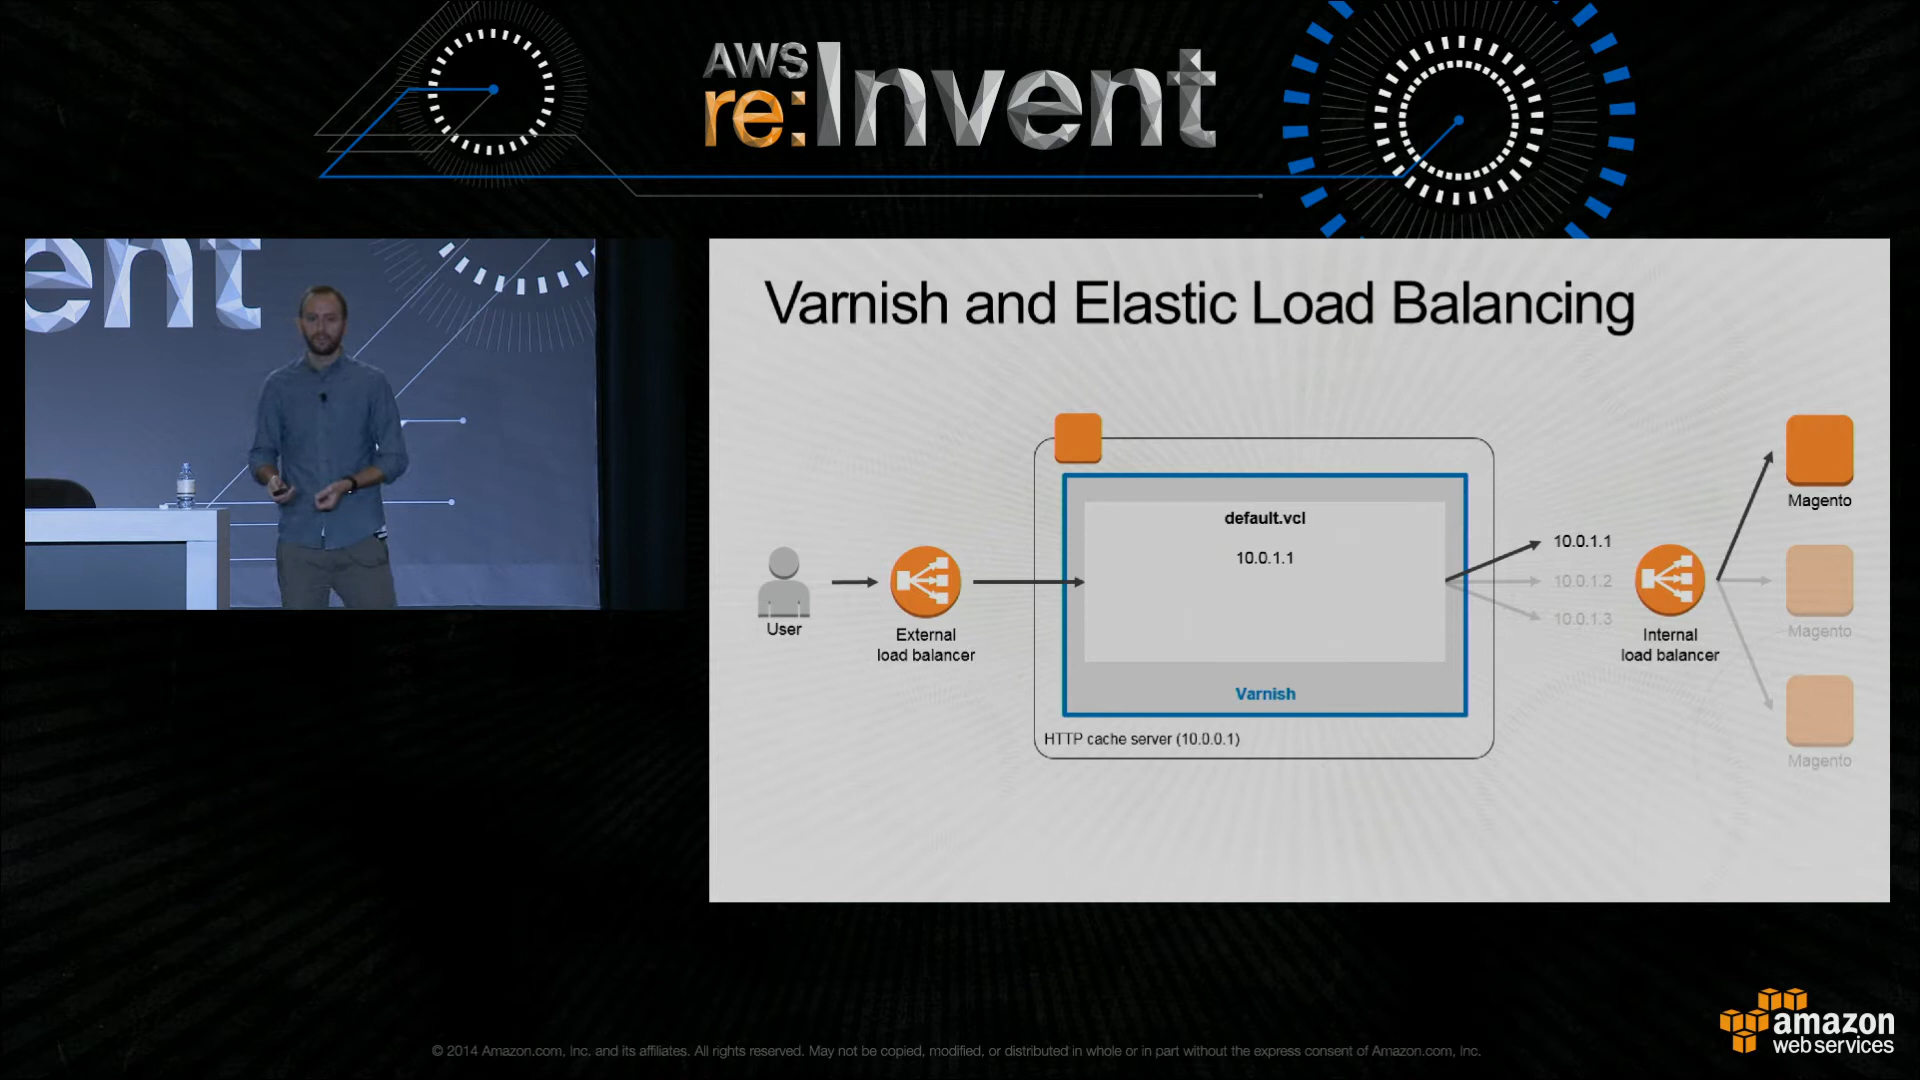 AWS
re:Invent
ent
Varnish and Elastic Load Balancing
default.vcl
10.0.1.1
User
External
load balancer
Varnish
HTTP cache server (10.0.0.1)
10.0.1.1
10.0.1.2
10.0.1.3
Internal
load balancer
Magento
Magento
Magento
© 2014 Amazon.com, Inc. and its affiliates. All rights reserved. May not be copied, modified, or distributed in whole or in part without the express consent of Amazon.com, Inc.
amazon
web services